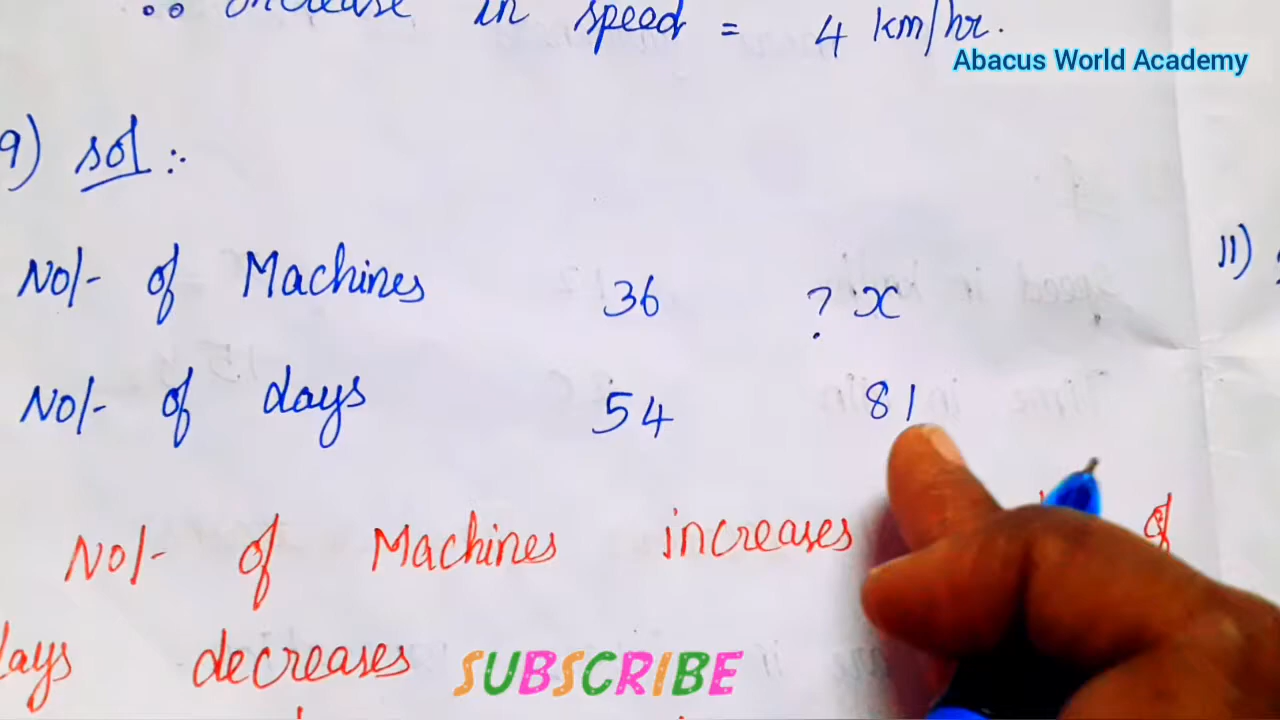 ∴ Increase in speed = 4 km/hr.
Abacus World Academy
9) sol :-
11)
No/- of Machines 36 ? x
No/- of days 54 81
No/- of Machines increases of
days decreases
SUBSCRIBE